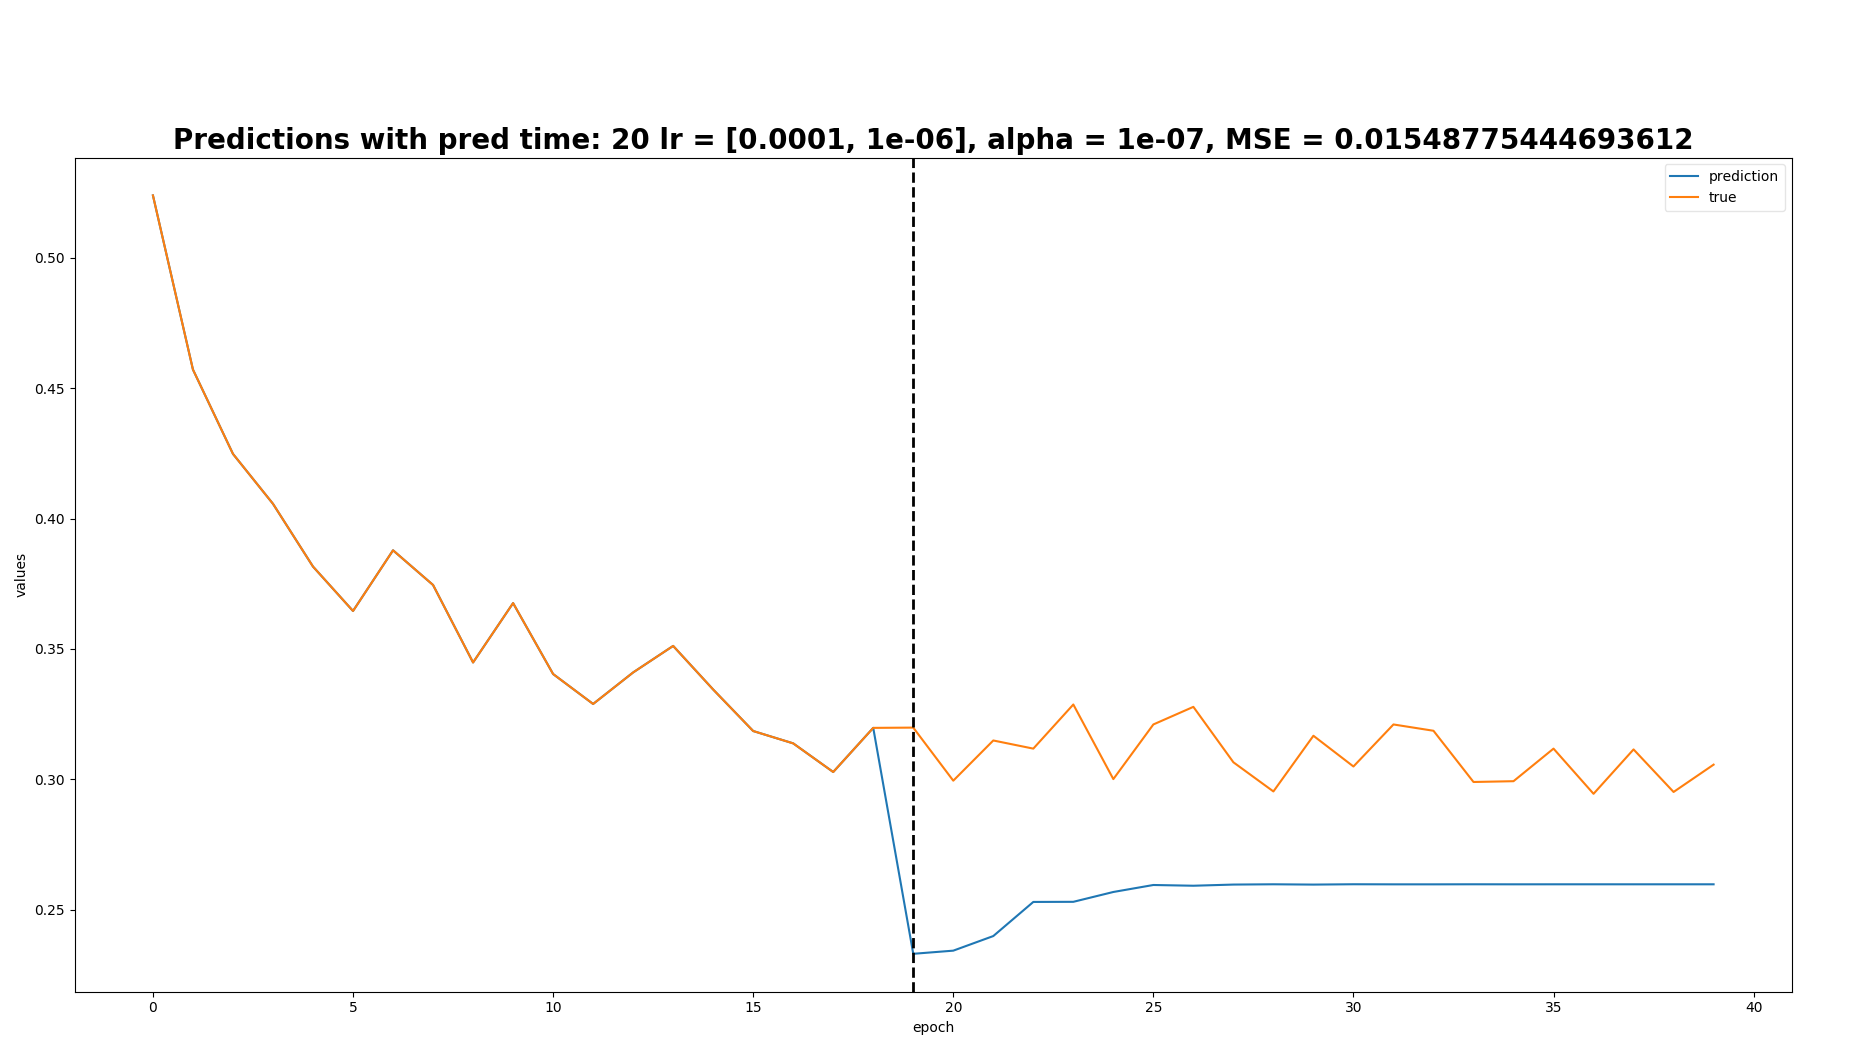 Predictions with pred time: 20 lr = [0.0001, 1e-06], alpha = 1e-07, MSE = 0.01548775444693612
prediction
true
0.50
0.45
0.40
0.35
0.30
0.25
values
0 5 10 15 20 25 30 35 40
epoch